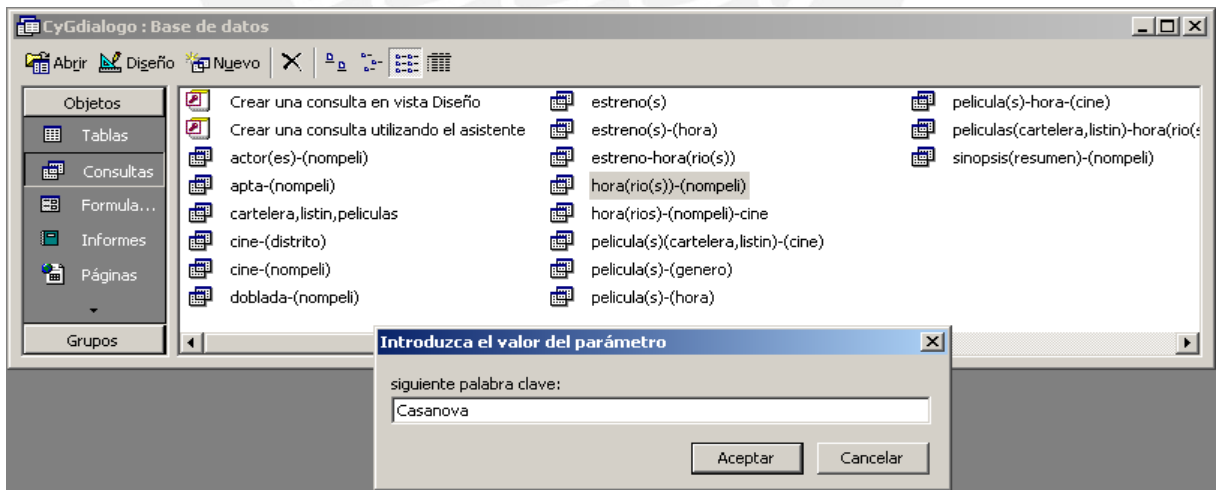 CyGdialogo : Base de datos
Abrir Diseño Nuevo
Objetos
Tablas
Consultas
Formula...
Informes
Páginas
Grupos
Crear una consulta en vista Diseño
Crear una consulta utilizando el asistente
actor(es)-(nompeli)
apta-(nompeli)
cartelera,listin,peliculas
cine-(distrito)
cine-(nompeli)
doblada-(nompeli)
estreno(s)
estreno(s)-(hora)
estreno-hora(rio(s))
hora(rio(s))-(nompeli)
hora(rios)-(nompeli)-cine
pelicula(s)(cartelera,listin)-(cine)
pelicula(s)-(genero)
pelicula(s)-(hora)
pelicula(s)-hora-(cine)
peliculas(cartelera,listin)-hora(rio(s
sinopsis(resumen)-(nompeli)
Introduzca el valor del parámetro
siguiente palabra clave:
Casanova
Aceptar Cancelar